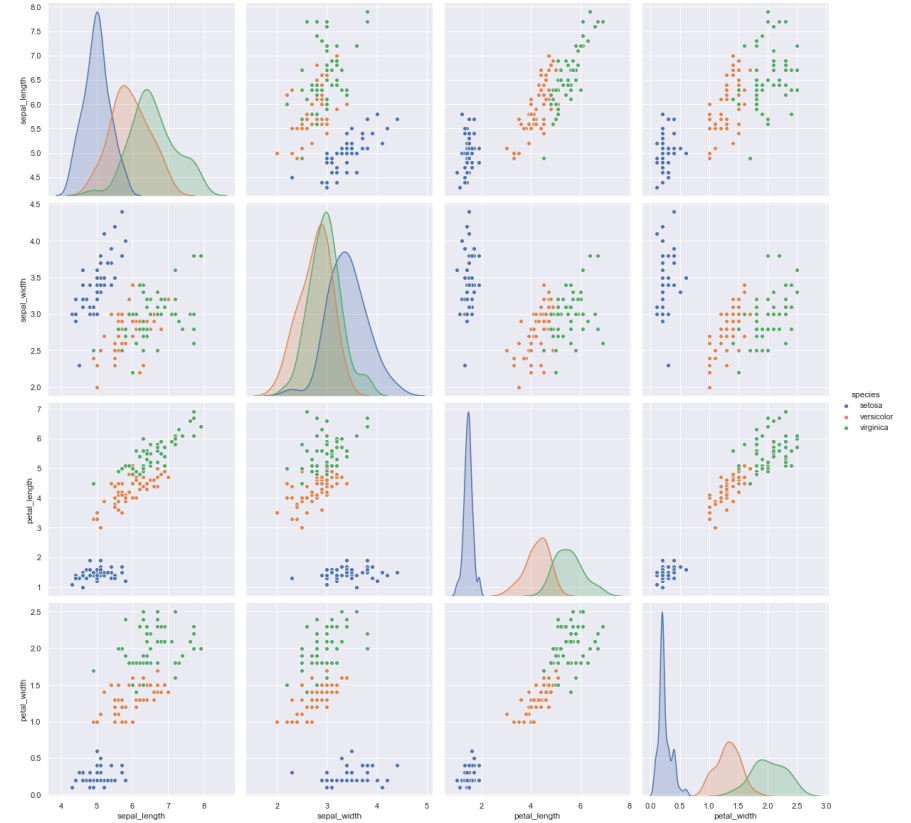 8.0
7.5
7.0
6.5
6.0
5.5
5.0
4.5
sepal_length
4.5
4.0
3.5
3.0
2.5
2.0
sepal_width
species
setosa
versicolor
virginica
7
6
5
4
3
2
1
petal_length
2.5
2.0
1.5
1.0
0.5
0.0
petal_width
4 5 6 7 8
2 3 4 5
2 4 6 8
0.0 0.5 1.0 1.5 2.0 2.5 3.0
sepal_length
sepal_width
petal_length
petal_width